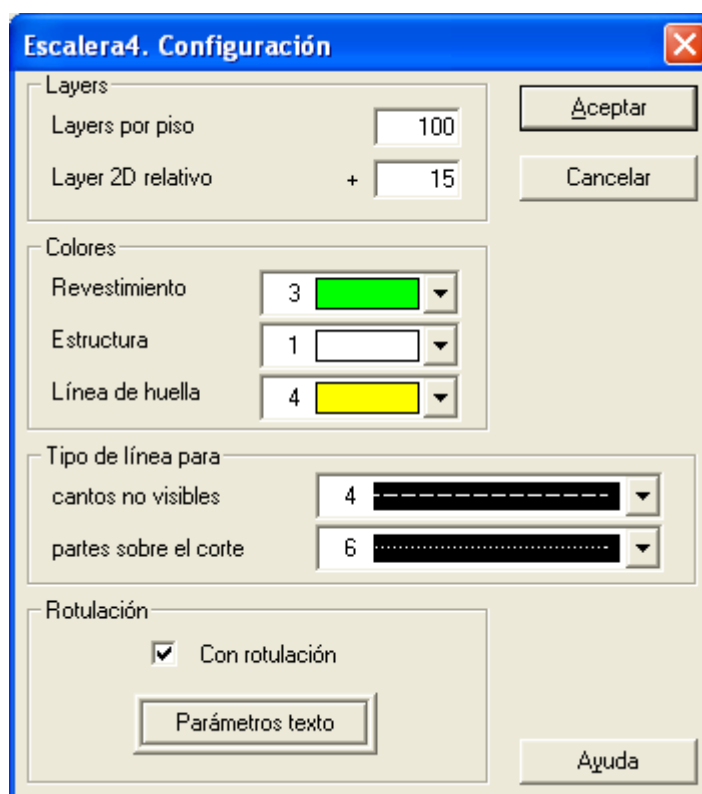 Escalera4. Configuración
Layers
Layers por piso 100
Aceptar
Layer 2D relativo + 15
Cancelar
Colores
Revestimiento 3
Estructura 1
Línea de huella 4
Tipo de línea para
cantos no visibles 4
partes sobre el corte 6
Rotulación
Con rotulación
Parámetros texto
Ayuda